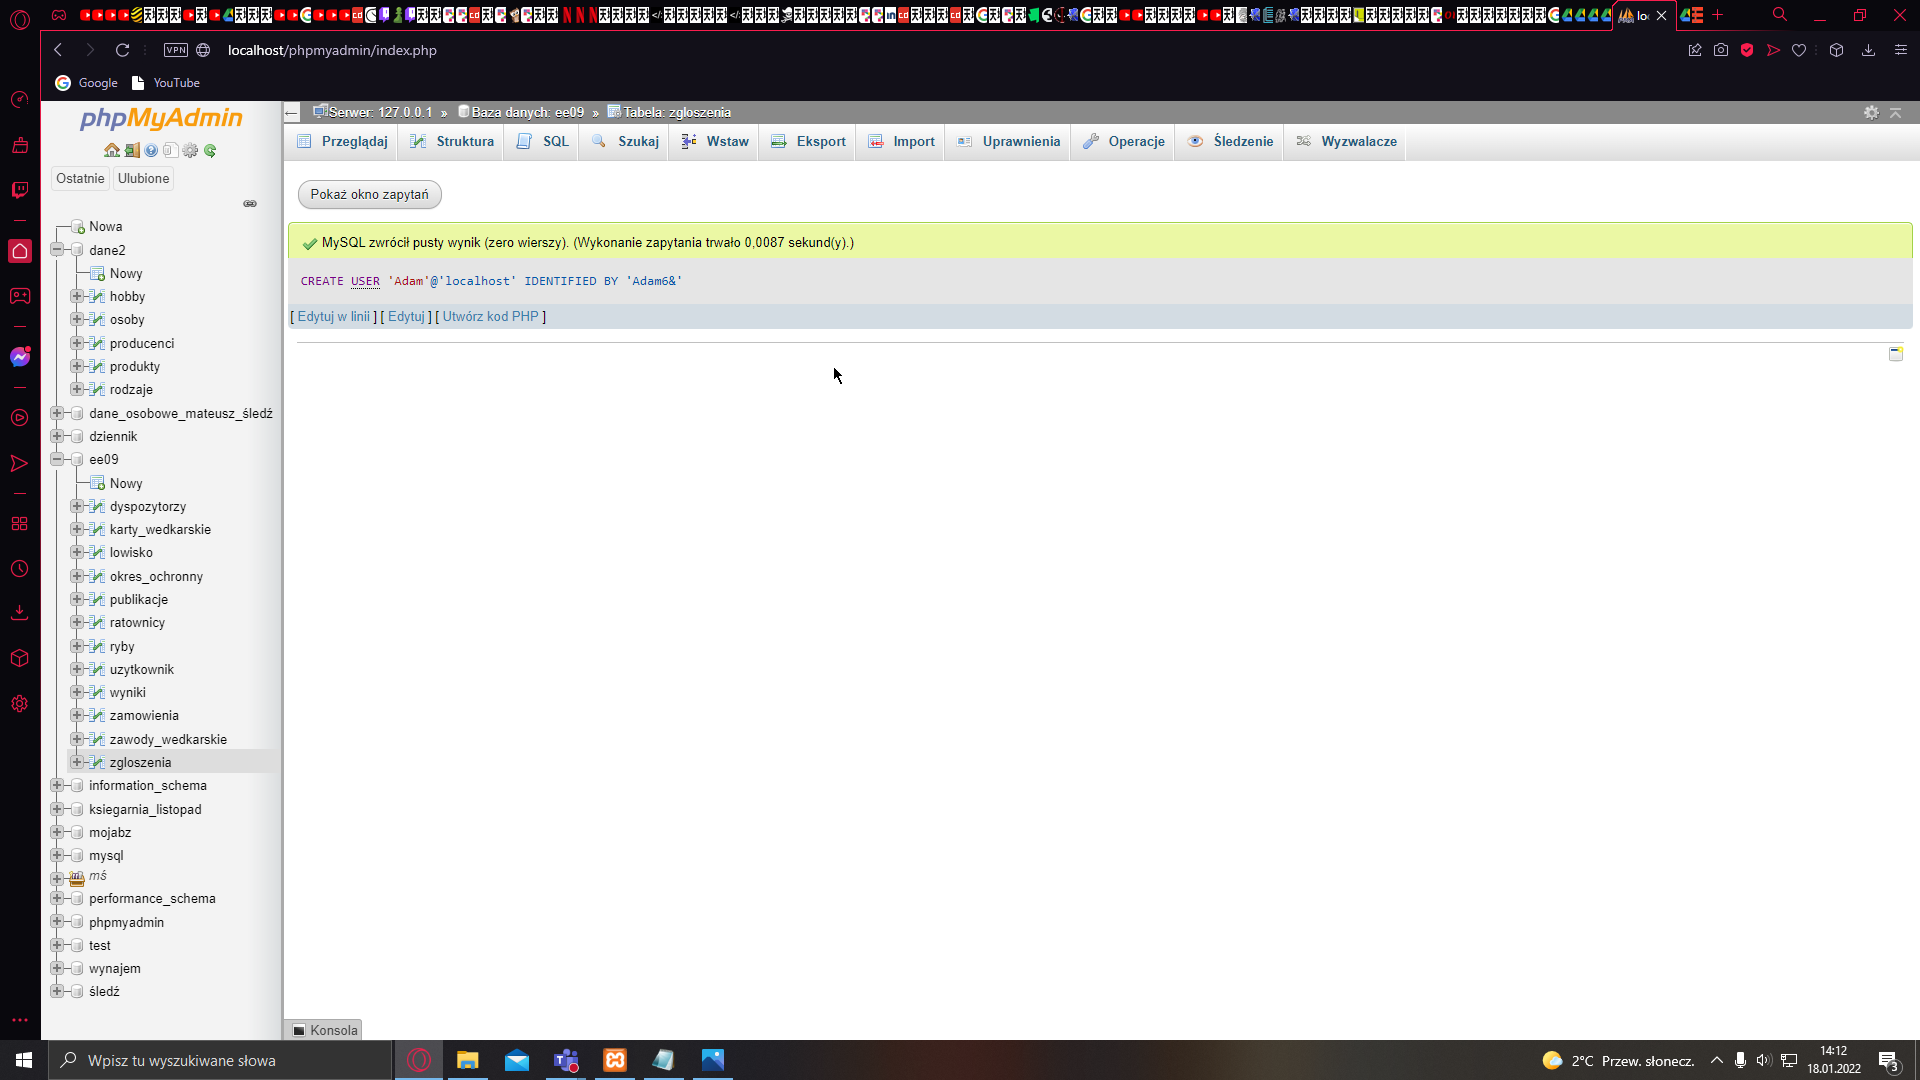 lo
VPN
localhost/phpmyadmin/index.php
Google
YouTube
phpMyAdmin
Ostatnie
Ulubione
Nowa
dane2
Nowy
hobby
osoby
producenci
produkty
rodzaje
dane_osobowe_mateusz_śledź
dziennik
ee09
Nowy
dyspozytorzy
karty_wedkarskie
lowisko
okres_ochronny
publikacje
ratownicy
ryby
uzytkownik
wyniki
zamowienia
zawody_wedkarskie
zgloszenia
information_schema
ksiegarnia_listopad
mojabz
mysql
mś
performance_schema
phpmyadmin
test
wynajem
śledź
Serwer: 127.0.0.1 » Baza danych: ee09 » Tabela: zgloszenia
Przeglądaj Struktura SQL Szukaj Wstaw Eksport Import Uprawnienia Operacje Śledzenie Wyzwalacze
Pokaż okno zapytań
MySQL zwrócił pusty wynik (zero wierszy). (Wykonanie zapytania trwało 0,0087 sekund(y).)
CREATE USER 'Adam'@'localhost' IDENTIFIED BY 'Adam6&'
[ Edytuj w linii ] [ Edytuj ] [ Utwórz kod PHP ]
Konsola
Wpisz tu wyszukiwane słowa
2°C Przew. słonecz.
14:12
18.01.2022
3